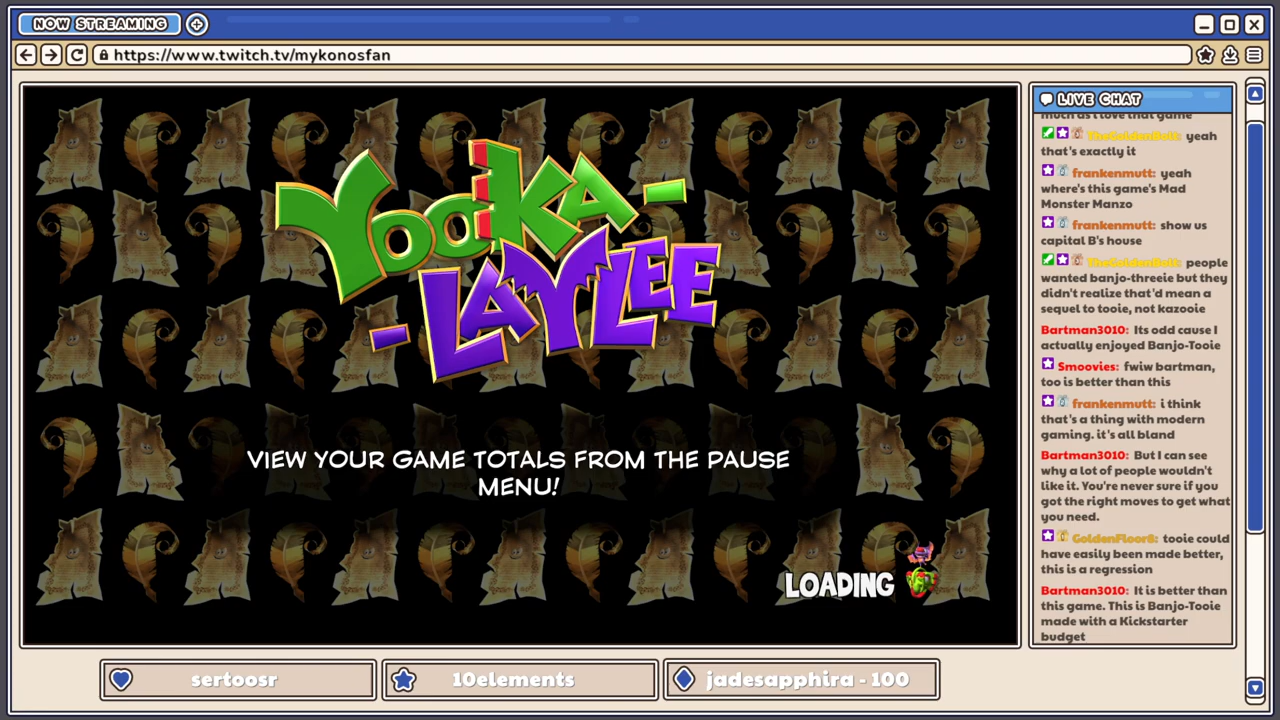 NOW STREAMING
https://www.twitch.tv/mykonosfan
YOOKA-
-LAYLEE
VIEW YOUR GAME TOTALS FROM THE PAUSE
MENU!
LOADING
LIVE CHAT
much as i love that game
TheGoldenBolt: yeah
that's exactly it
frankenmutt: yeah
where's this game's Mad
Monster Manzo
frankenmutt: show us
capital B's house
TheGoldenBolt: people
wanted banjo-threeie but they
didn't realize that'd mean a
sequel to tooie, not kazooie
Bartman3010: Its odd cause I
actually enjoyed Banjo-Tooie
Smoovies: fwiw bartman,
too is better than this
frankenmutt: i think
that's a thing with modern
gaming. it's all bland
Bartman3010: But I can see
why a lot of people wouldn't
like it. You're never sure if you
got the right moves to get what
you need.
GoldenFloor8: tooie could
have easily been made better,
this is a regression
Bartman3010: It is better than
this game. This is Banjo-Tooie
made with a Kickstarter
budget
sertoosr
10elements
jadesapphira - 100